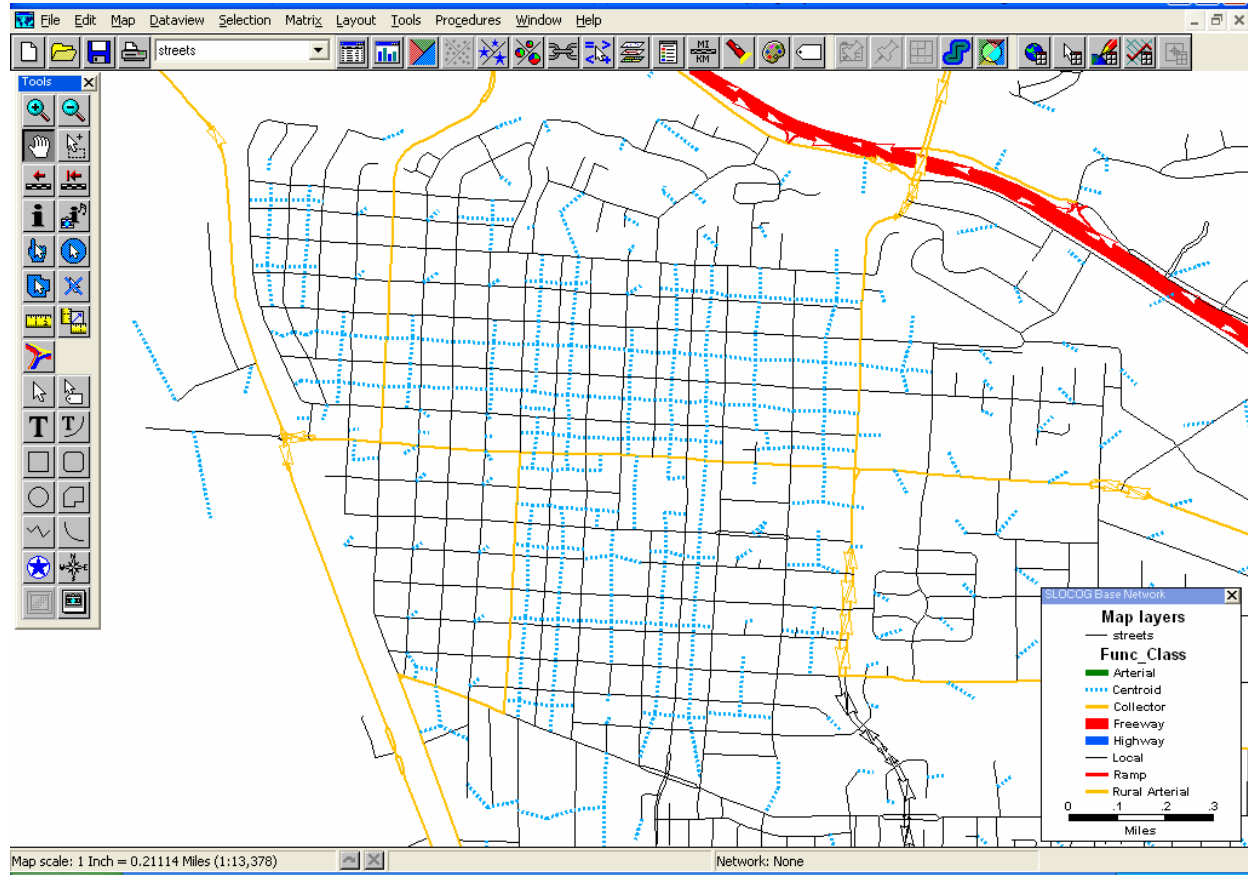 File Edit Map Dataview Selection Matrix Layout Tools Procedures Window Help
streets
MI
KM
Tools
T T
SLOCOG Base Network
Map layers
streets
Func_Class
Arterial
Centroid
Collector
Freeway
Highway
Local
Ramp
Rural Arterial
0 .1 .2 .3
Miles
Map scale: 1 Inch = 0.21114 Miles (1:13,378) Network: None